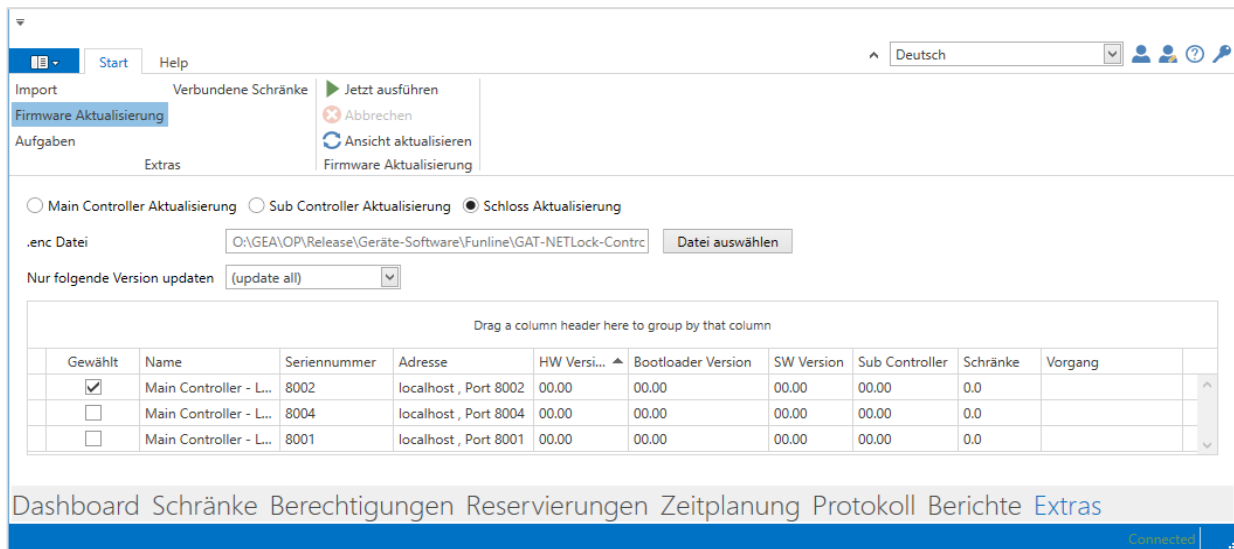 Start Help Deutsch
Import Verbundene Schränke Jetzt ausführen
Firmware Aktualisierung Abbrechen
Aufgaben Ansicht aktualisieren
Extras Firmware Aktualisierung
Main Controller Aktualisierung Sub Controller Aktualisierung Schloss Aktualisierung
.enc Datei O:\GEA\OP\Release\Geräte-Software\Funline\GAT-NETLock-Contrc Datei auswählen
Nur folgende Version updaten (update all)
Drag a column header here to group by that column
Gewählt Name Seriennummer Adresse HW Versi... Bootloader Version SW Version Sub Controller Schränke Vorgang
Main Controller - L... 8002 localhost , Port 8002 00.00 00.00 00.00 00.00 0.0
Main Controller - L... 8004 localhost , Port 8004 00.00 00.00 00.00 00.00 0.0
Main Controller - L... 8001 localhost , Port 8001 00.00 00.00 00.00 00.00 0.0
Dashboard Schränke Berechtigungen Reservierungen Zeitplanung Protokoll Berichte Extras
Connected